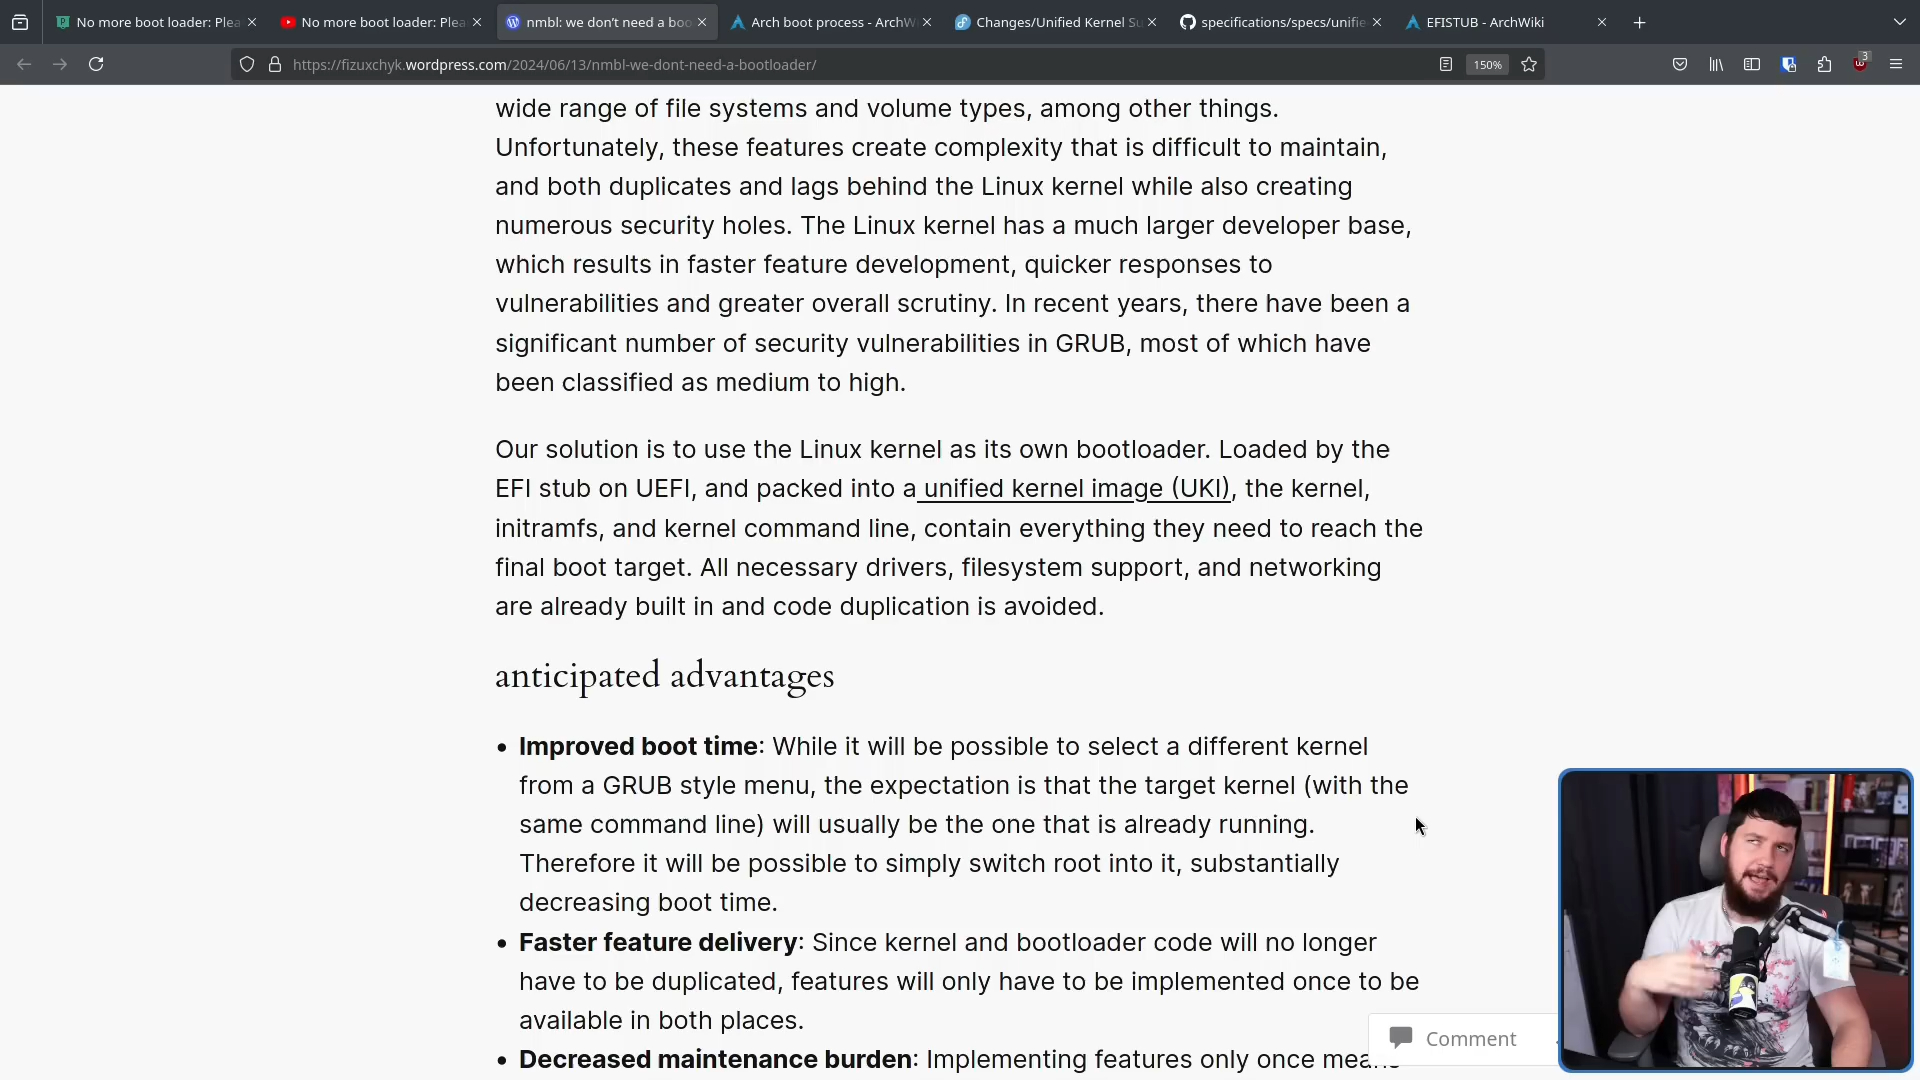 No more boot loader: Plea
No more boot loader: Plea
nmbl: we don't need a boo
Arch boot process - ArchW
Changes/Unified Kernel Su
specifications/specs/unifie
EFISTUB - ArchWiki
https://fizuxchyk.wordpress.com/2024/06/13/nmbl-we-dont-need-a-bootloader/
150%
3
wide range of file systems and volume types, among other things.
Unfortunately, these features create complexity that is difficult to maintain,
and both duplicates and lags behind the Linux kernel while also creating
numerous security holes. The Linux kernel has a much larger developer base,
which results in faster feature development, quicker responses to
vulnerabilities and greater overall scrutiny. In recent years, there have been a
significant number of security vulnerabilities in GRUB, most of which have
been classified as medium to high.
Our solution is to use the Linux kernel as its own bootloader. Loaded by the
EFI stub on UEFI, and packed into a unified kernel image (UKI), the kernel,
initramfs, and kernel command line, contain everything they need to reach the
final boot target. All necessary drivers, filesystem support, and networking
are already built in and code duplication is avoided.
anticipated advantages
• Improved boot time: While it will be possible to select a different kernel
from a GRUB style menu, the expectation is that the target kernel (with the
same command line) will usually be the one that is already running.
Therefore it will be possible to simply switch root into it, substantially
decreasing boot time.
• Faster feature delivery: Since kernel and bootloader code will no longer
have to be duplicated, features will only have to be implemented once to be
available in both places.
• Decreased maintenance burden: Implementing features only once means
Comment